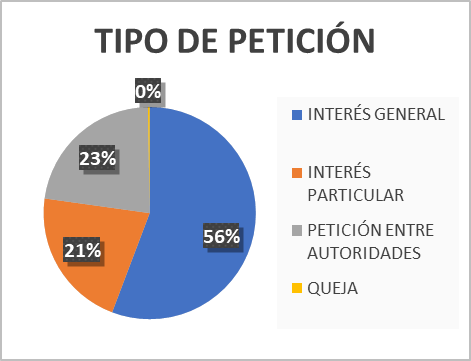 TIPO DE PETICIÓN
0%
23%
21%
56%
INTERÉS GENERAL
INTERÉS
PARTICULAR
PETICIÓN ENTRE
AUTORIDADES
QUEJA